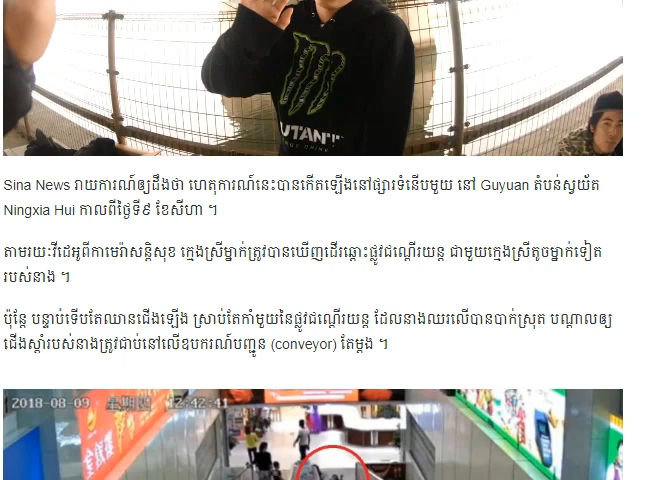 UTAN"
Sina News រាយការណ៍ឲ្យដឹងថា ហេតុការណ៍នេះបានកើតឡើងនៅផ្សារទំនើបមួយ នៅ Guyuan តំបន់ស្វយ័ត
Ningxia Hui កាលពីថ្ងៃទី៩ ខែសីហា ។
តាមរយៈវីដេអូពីកាមេរ៉ាសន្តិសុខ ក្មេងស្រីម្នាក់ត្រូវបានឃើញដើរឆ្ពោះផ្លូវជណ្តើរយន្ត ជាមួយក្មេងស្រីតូចម្នាក់ទៀត
របស់នាង ។
ប៉ុន្តែ បន្ទាប់ទើបតែឈានជើងឡើង ស្រាប់តែកាំមួយនៃផ្លូវជណ្តើរយន្ត ដែលនាងឈរលើបានបាក់ស្រុត បណ្តាលឲ្យ
ជើងស្តាំរបស់នាងត្រូវជាប់នៅលើឧបករណ៍បញ្ជូន (conveyor) តែម្តង ។
2018-08-09 星期四 12:42:41